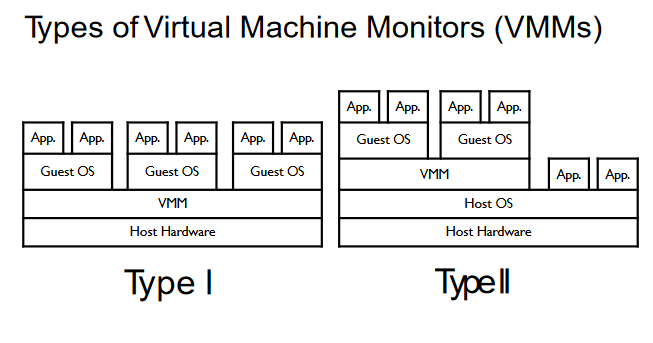 Types of Virtual Machine Monitors (VMMs)
App. App. App. App. App. App.
Guest OS Guest OS Guest OS
VMM
Host Hardware
Type I
App. App. App. App.
Guest OS Guest OS
VMM App. App.
Host OS
Host Hardware
Type II